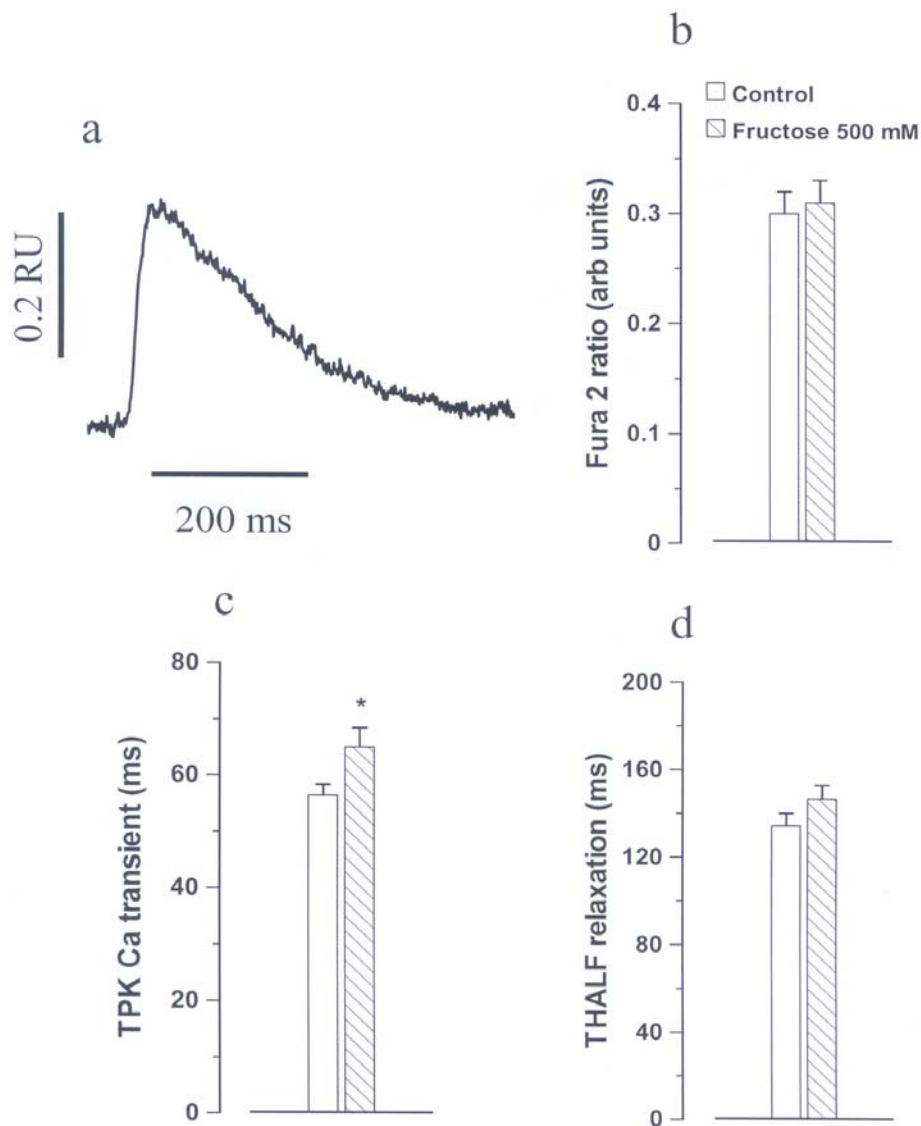 a
0.2 RU
200 ms
b
Control
Fructose 500 mM
Fura 2 ratio (arb units)
0.4
0.3
0.2
0.1
0
c
TPK Ca transient (ms)
80
60
40
20
0
*
d
THALF relaxation (ms)
200
160
120
80
40
0